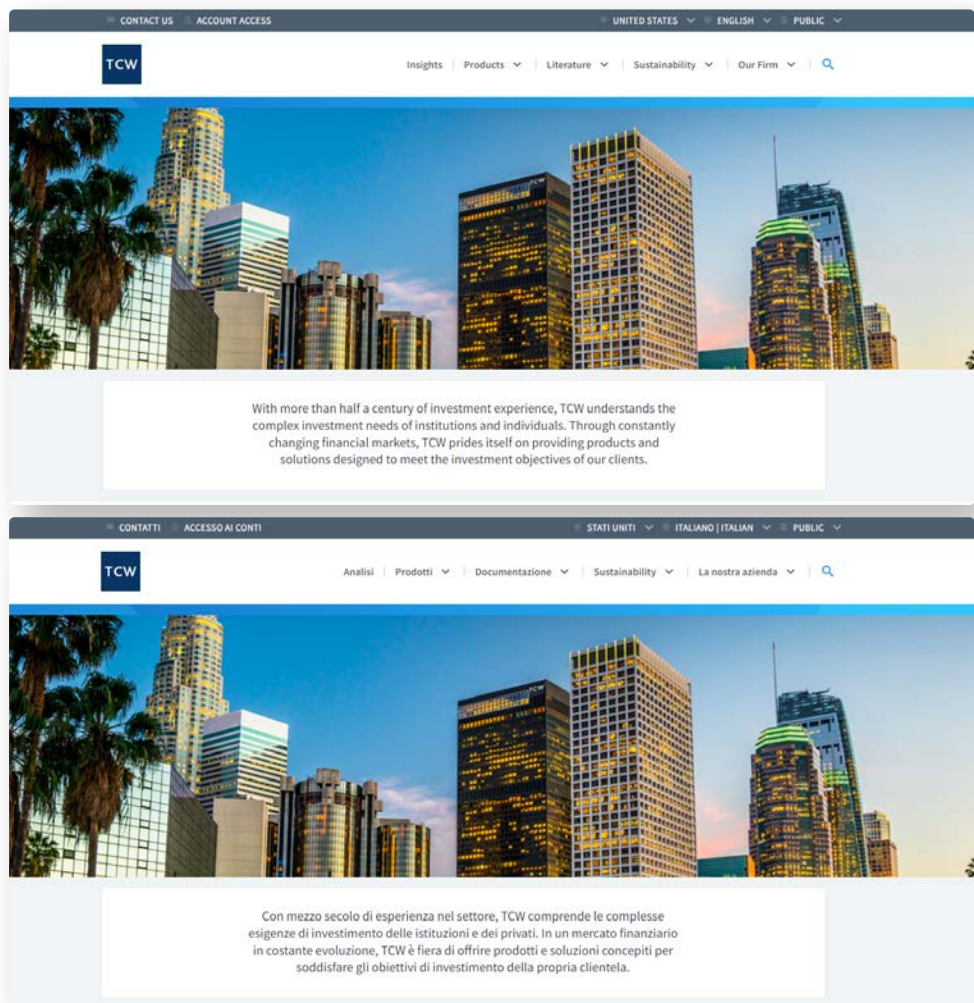 CONTACT US ACCOUNT ACCESS UNITED STATES ENGLISH PUBLIC
TCW Insights Products Literature Sustainability Our Firm
TCW
With more than half a century of investment experience, TCW understands the
complex investment needs of institutions and individuals. Through constantly
changing financial markets, TCW prides itself on providing products and
solutions designed to meet the investment objectives of our clients.
CONTATTI ACCESSO AI CONTI STATI UNITI ITALIANO | ITALIAN PUBLIC
TCW Analisi Prodotti Documentazione Sustainability La nostra azienda
TCW
Con mezzo secolo di esperienza nel settore, TCW comprende le complesse
esigenze di investimento delle istituzioni e dei privati. In un mercato finanziario
in costante evoluzione, TCW è fiera di offrire prodotti e soluzioni concepiti per
soddisfare gli obiettivi di investimento della propria clientela.